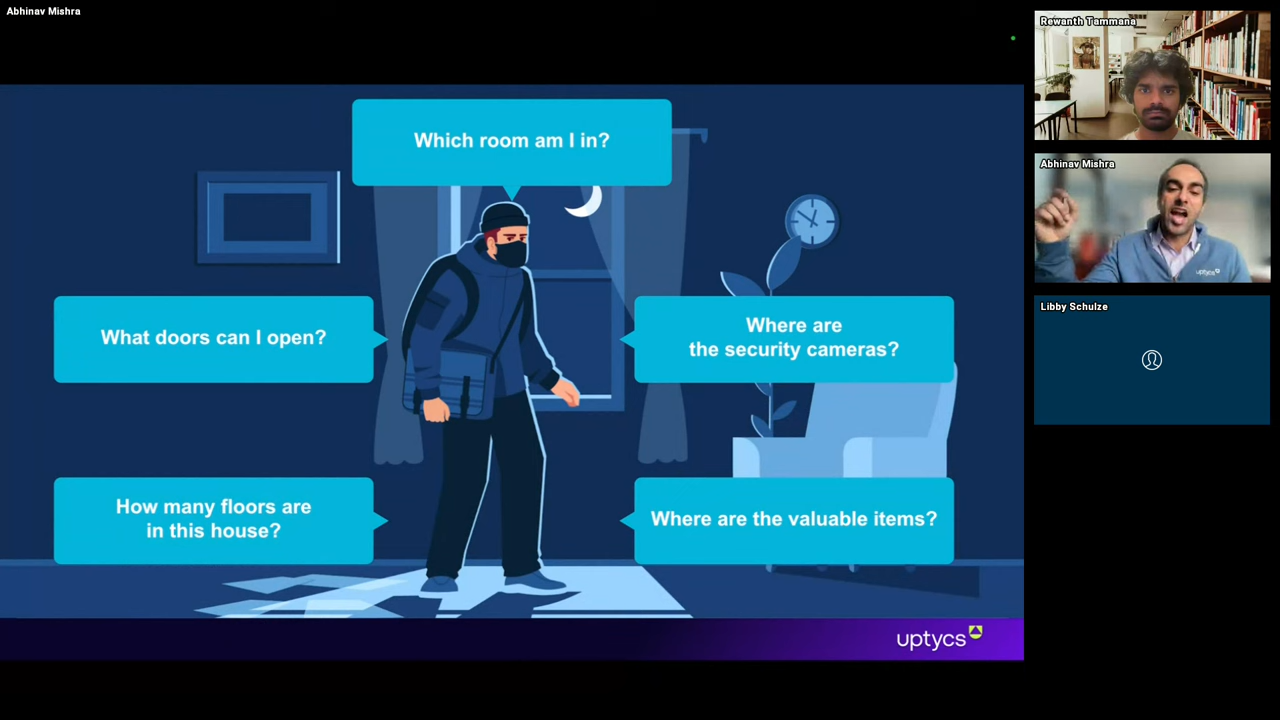 Abhinav Mishra
Which room am I in?
What doors can I open?
Where are
the security cameras?
How many floors are
in this house?
Where are the valuable items?
uptycs
Rewanth Tammana
Abhinav Mishra
uptycs
Libby Schulze